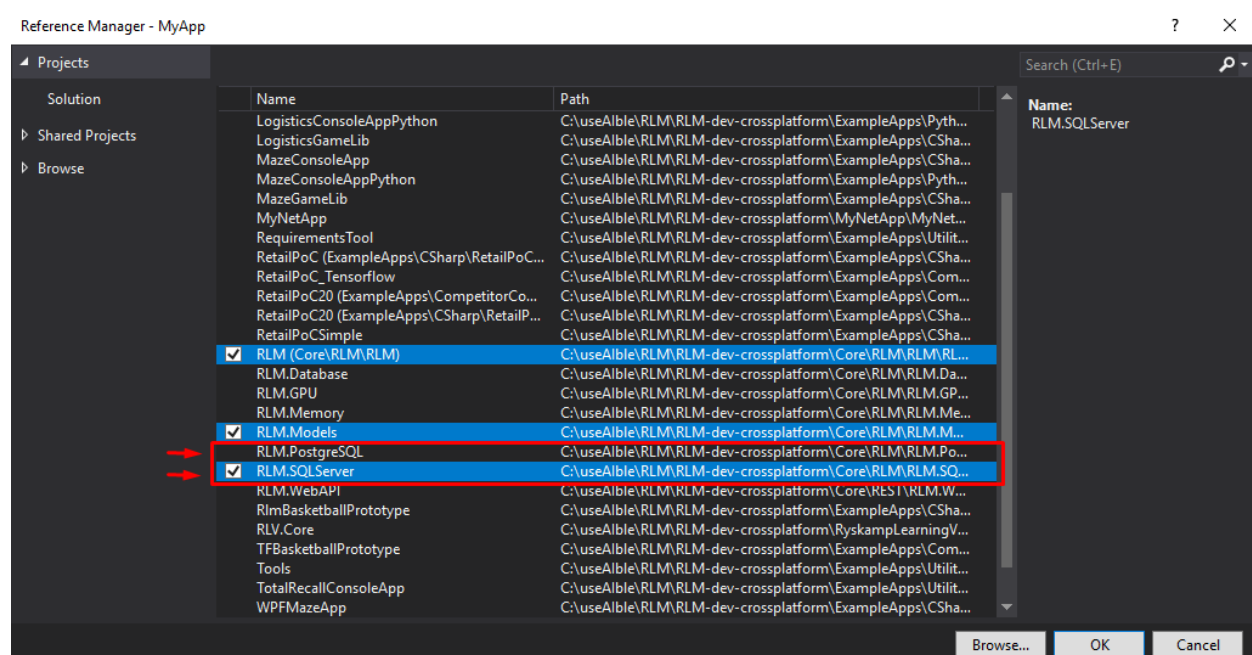 Reference Manager - MyApp ? ×
Projects
Search (Ctrl+E)
Solution
Shared Projects
Browse
Name Path
LogisticsConsoleAppPython C:\useAIble\RLM\RLM-dev-crossplatform\ExampleApps\Pyth...
LogisticsGameLib C:\useAIble\RLM\RLM-dev-crossplatform\ExampleApps\CSha...
MazeConsoleApp C:\useAIble\RLM\RLM-dev-crossplatform\ExampleApps\CSha...
MazeConsoleAppPython C:\useAIble\RLM\RLM-dev-crossplatform\ExampleApps\Pyth...
MazeGameLib C:\useAIble\RLM\RLM-dev-crossplatform\ExampleApps\CSha...
MyNetApp C:\useAIble\RLM\RLM-dev-crossplatform\MyNetApp\MyNet...
RequirementsTool C:\useAIble\RLM\RLM-dev-crossplatform\ExampleApps\Utilit...
RetailPoC (ExampleApps\CSharp\RetailPoC... C:\useAIble\RLM\RLM-dev-crossplatform\ExampleApps\CSha...
RetailPoC_Tensorflow C:\useAIble\RLM\RLM-dev-crossplatform\ExampleApps\Com...
RetailPoC20 (ExampleApps\CompetitorCo... C:\useAIble\RLM\RLM-dev-crossplatform\ExampleApps\Com...
RetailPoC20 (ExampleApps\CSharp\RetailP... C:\useAIble\RLM\RLM-dev-crossplatform\ExampleApps\CSha...
RetailPoCSimple C:\useAIble\RLM\RLM-dev-crossplatform\ExampleApps\CSha...
RLM (Core\RLM\RLM) C:\useAIble\RLM\RLM-dev-crossplatform\Core\RLM\RLM\RL...
RLM.Database C:\useAIble\RLM\RLM-dev-crossplatform\Core\RLM\RLM.Da...
RLM.GPU C:\useAIble\RLM\RLM-dev-crossplatform\Core\RLM\RLM.GP...
RLM.Memory C:\useAIble\RLM\RLM-dev-crossplatform\Core\RLM\RLM.Me...
RLM.Models C:\useAIble\RLM\RLM-dev-crossplatform\Core\RLM\RLM.M...
RLM.PostgreSQL C:\useAIble\RLM\RLM-dev-crossplatform\Core\RLM\RLM.Po...
RLM.SQLServer C:\useAIble\RLM\RLM-dev-crossplatform\Core\RLM\RLM.SQ...
RLM.WebAPI C:\useAIble\RLM\RLM-dev-crossplatform\Core\REST\RLM.W...
RlmBasketballPrototype C:\useAIble\RLM\RLM-dev-crossplatform\ExampleApps\CSha...
RLV.Core C:\useAIble\RLM\RLM-dev-crossplatform\RyskampLearningV...
TFBasketballPrototype C:\useAIble\RLM\RLM-dev-crossplatform\ExampleApps\Com...
Tools C:\useAIble\RLM\RLM-dev-crossplatform\ExampleApps\Utilit...
TotalRecallConsoleApp C:\useAIble\RLM\RLM-dev-crossplatform\ExampleApps\Utilit...
WPFMazeApp C:\useAIble\RLM\RLM-dev-crossplatform\ExampleApps\CSha...
Name:
RLM.SQLServer
Browse... OK Cancel